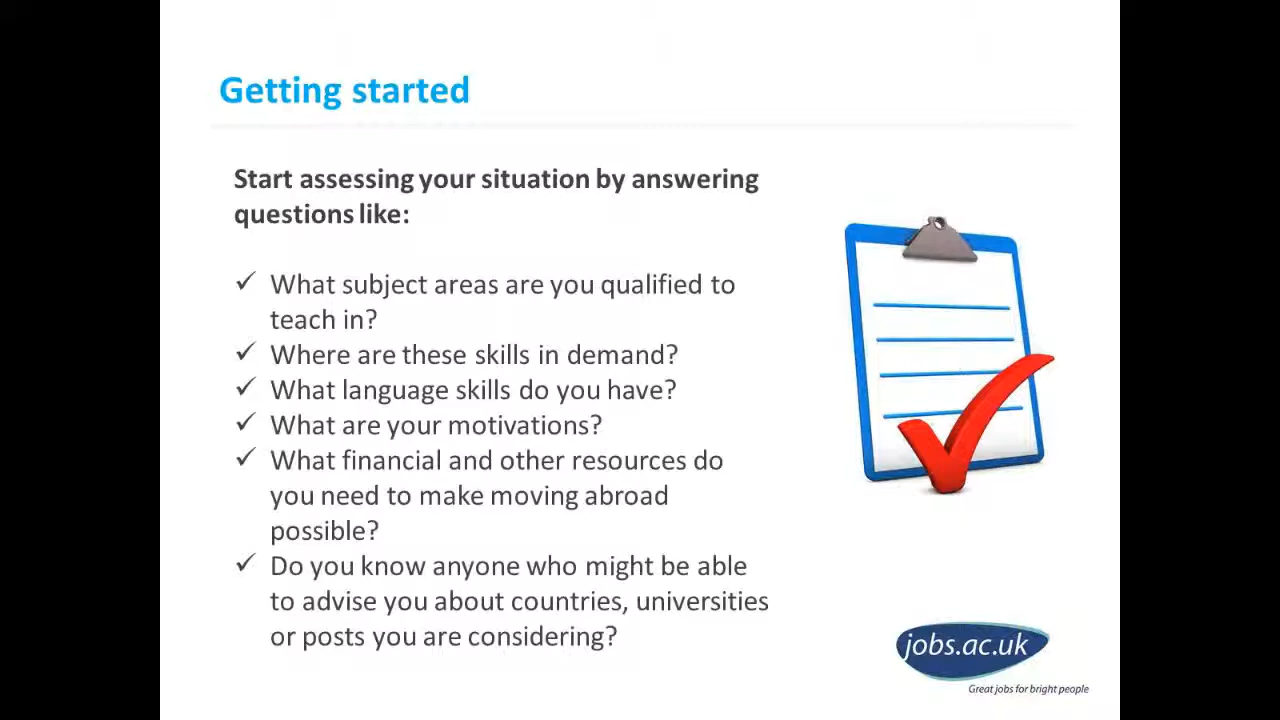 Getting started
Start assessing your situation by answering
questions like:
✓ What subject areas are you qualified to
teach in?
✓ Where are these skills in demand?
✓ What language skills do you have?
✓ What are your motivations?
✓ What financial and other resources do
you need to make moving abroad
possible?
✓ Do you know anyone who might be able
to advise you about countries, universities
or posts you are considering?
jobs.ac.uk
Great jobs for bright people